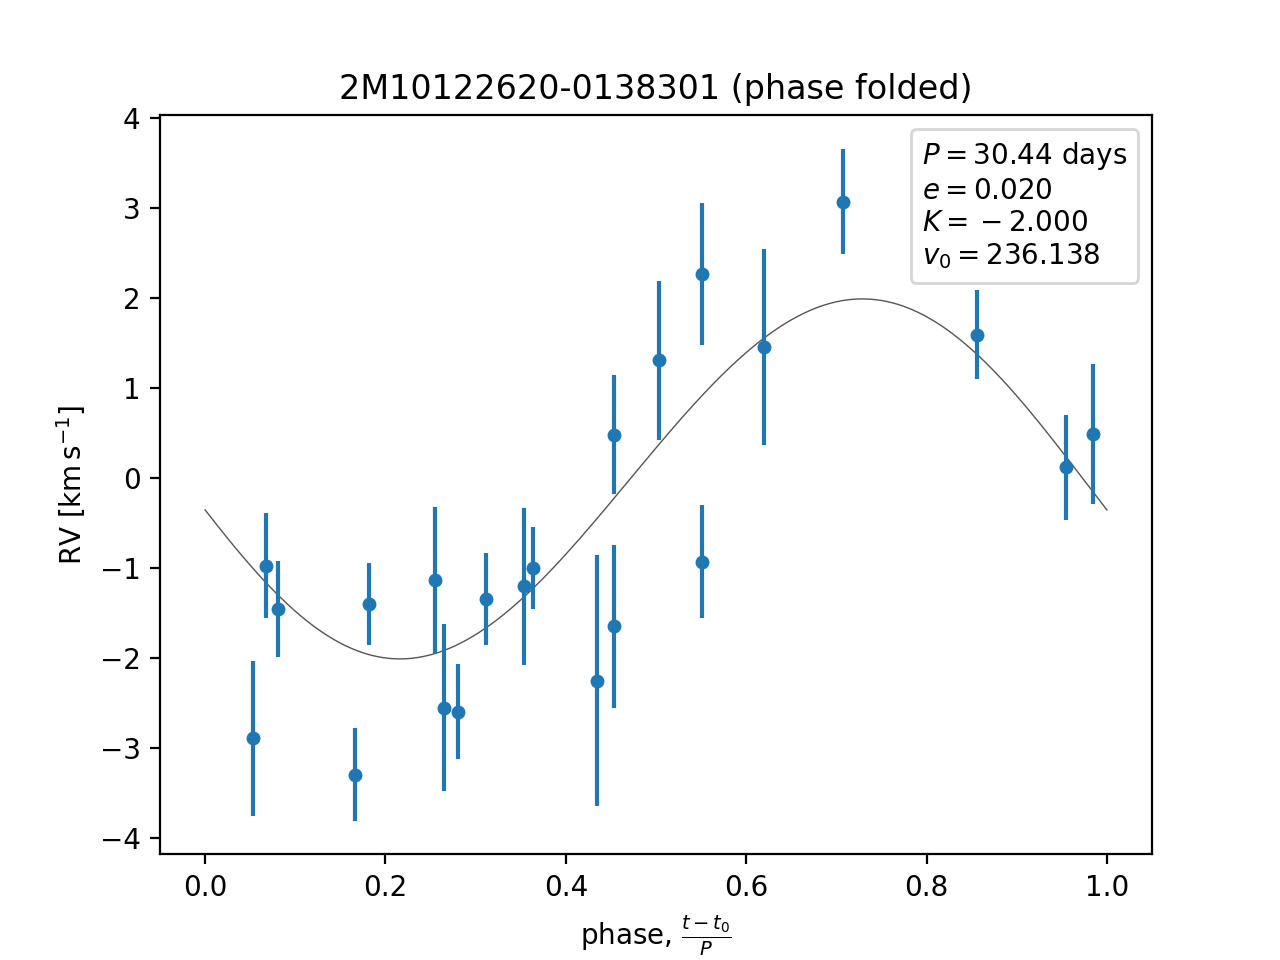 2M10122620-0138301 (phase folded)
P = 30.44 days
e = 0.020
K = −2.000
v₀ = 236.138
RV [km s⁻¹]
4
3
2
1
0
−1
−2
−3
−4
0.0 0.2 0.4 0.6 0.8 1.0
phase, (t − t₀)/P